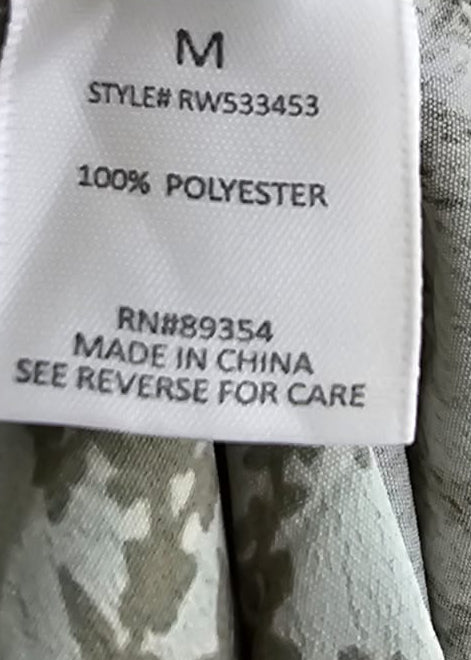 M
STYLE# RW533453
100% POLYESTER
RN#89354
MADE IN CHINA
SEE REVERSE FOR CARE